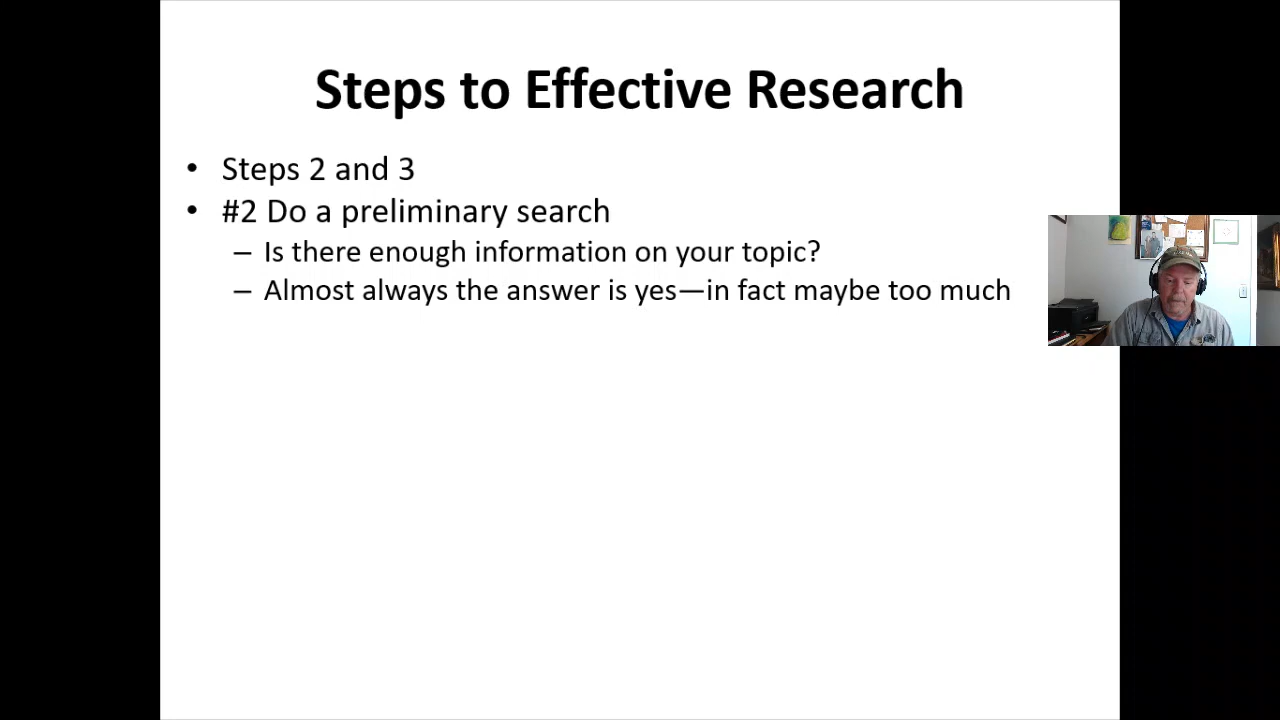 Steps to Effective Research
• Steps 2 and 3
• #2 Do a preliminary search
– Is there enough information on your topic?
– Almost always the answer is yes—in fact maybe too much